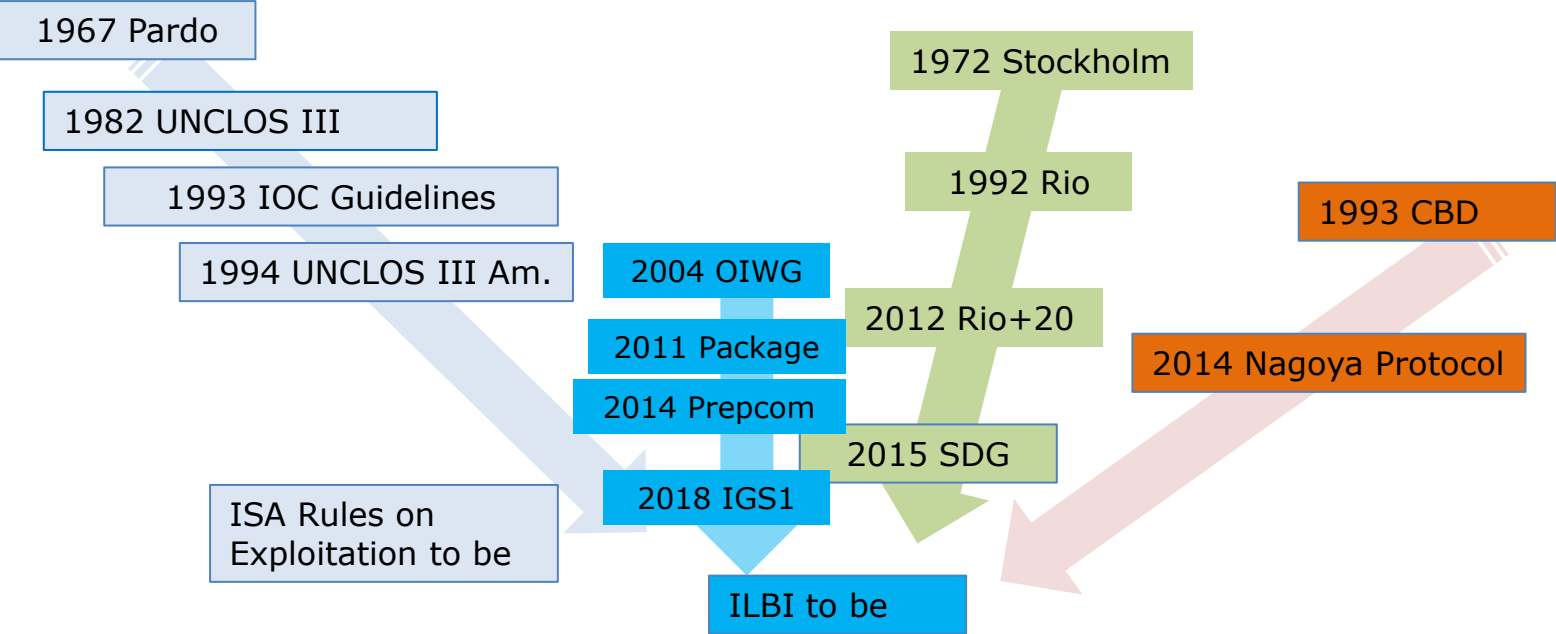 1967 Pardo
1982 UNCLOS III
1993 IOC Guidelines
1994 UNCLOS III Am.
ISA Rules on
Exploitation to be
2004 OIWG
2011 Package
2014 Prepcom
2018 IGS1
ILBI to be
1972 Stockholm
1992 Rio
2012 Rio+20
2015 SDG
1993 CBD
2014 Nagoya Protocol